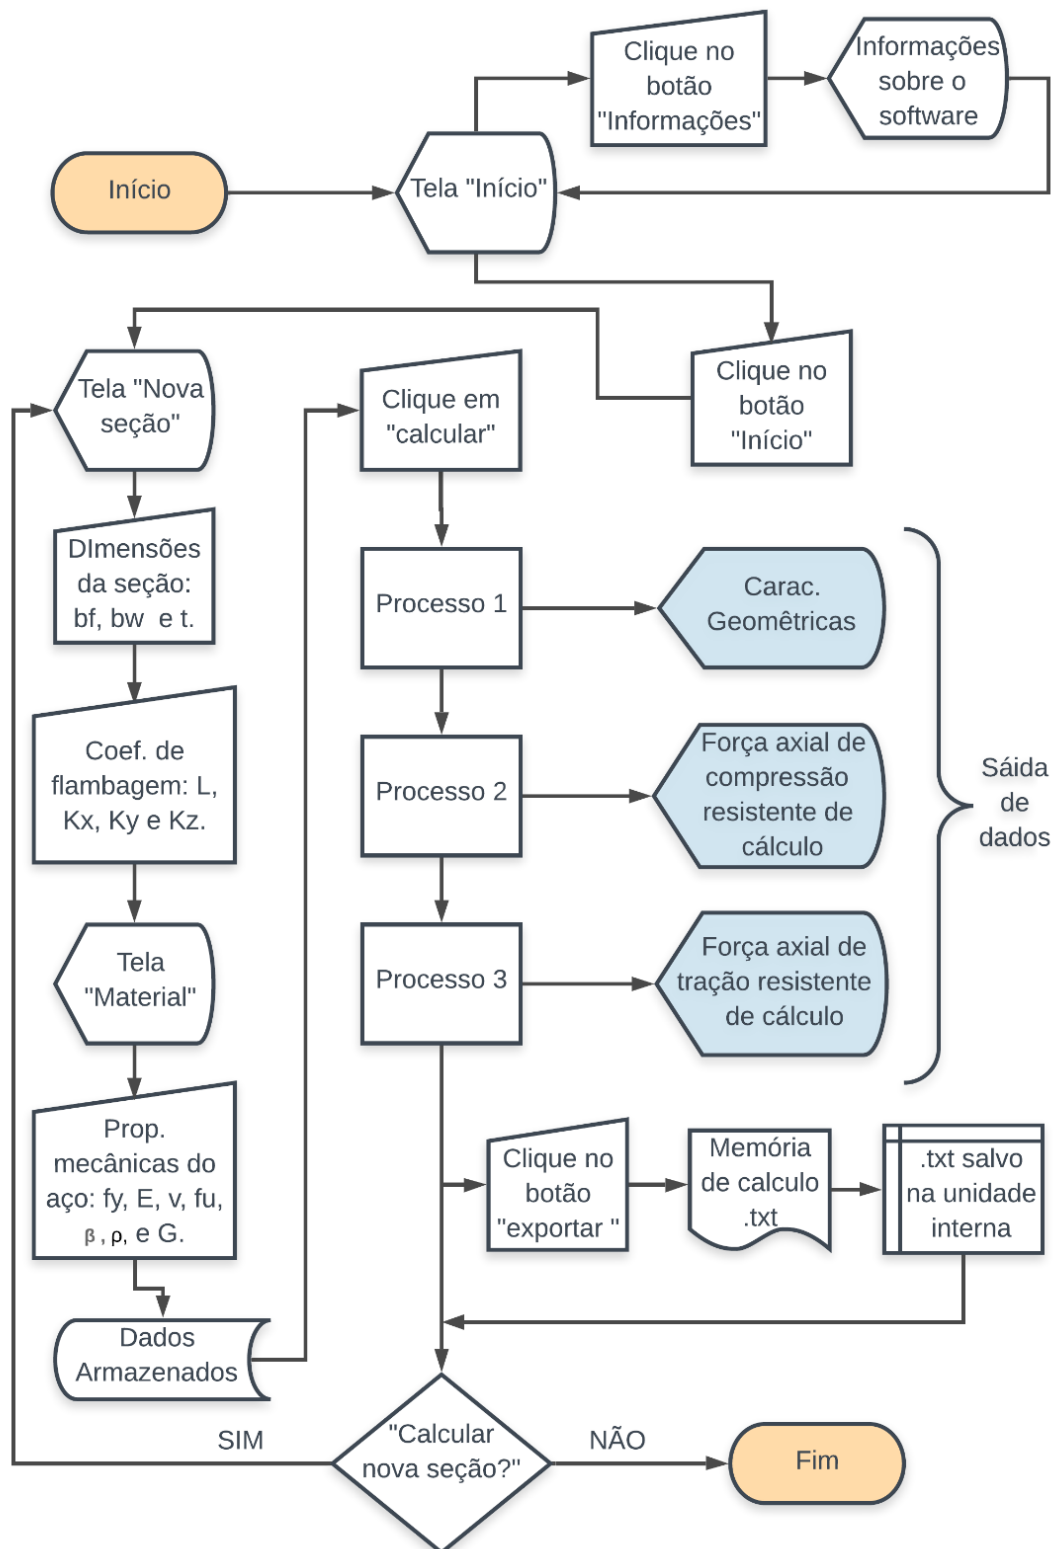 Clique no
botão
"Informações"
Informações
sobre o
software
Início
Tela "Início"
Clique no
botão
"Início"
Tela "Nova
seção"
DImensões
da seção:
bf, bw e t.
Coef. de
flambagem: L,
Kx, Ky e Kz.
Tela
"Material"
Prop.
mecânicas do
aço: fy, E, v, fu,
β , ρ, e G.
Dados
Armazenados
Clique em
"calcular"
Processo 1
Carac.
Geomêtricas
Processo 2
Força axial de
compressão
resistente de
cálculo
Processo 3
Força axial de
tração resistente
de cálculo
Sáida
de
dados
Clique no
botão
"exportar "
Memória
de calculo
.txt
.txt salvo
na unidade
interna
"Calcular
nova seção?"
SIM
NÃO
Fim